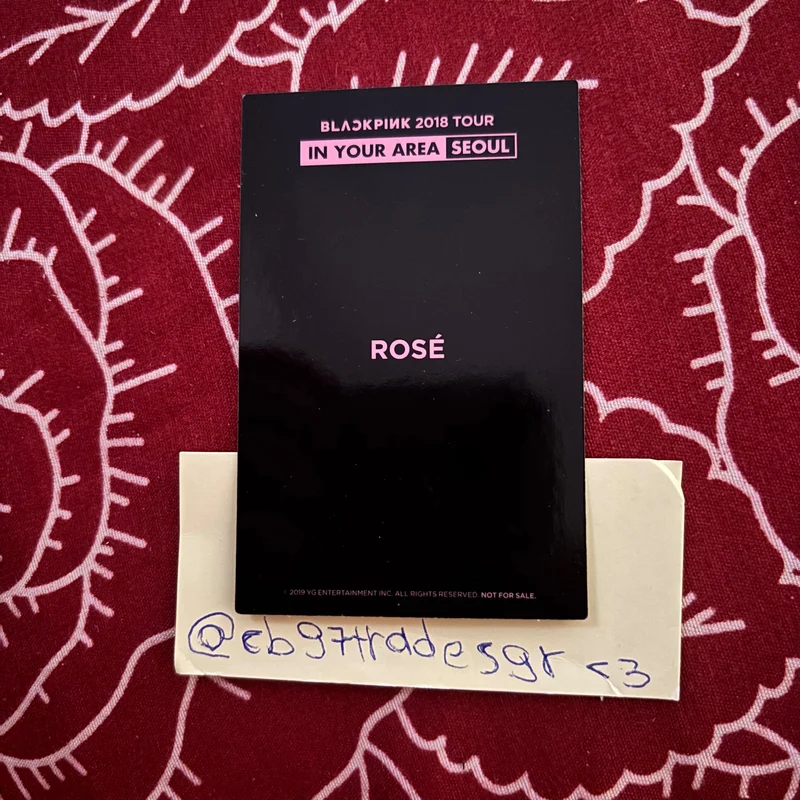 BLACKPINK 2018 TOUR
IN YOUR AREA SEOUL
ROSÉ
© 2019 YG ENTERTAINMENT INC. ALL RIGHTS RESERVED. NOT FOR SALE.
@cb97tradesgr <3